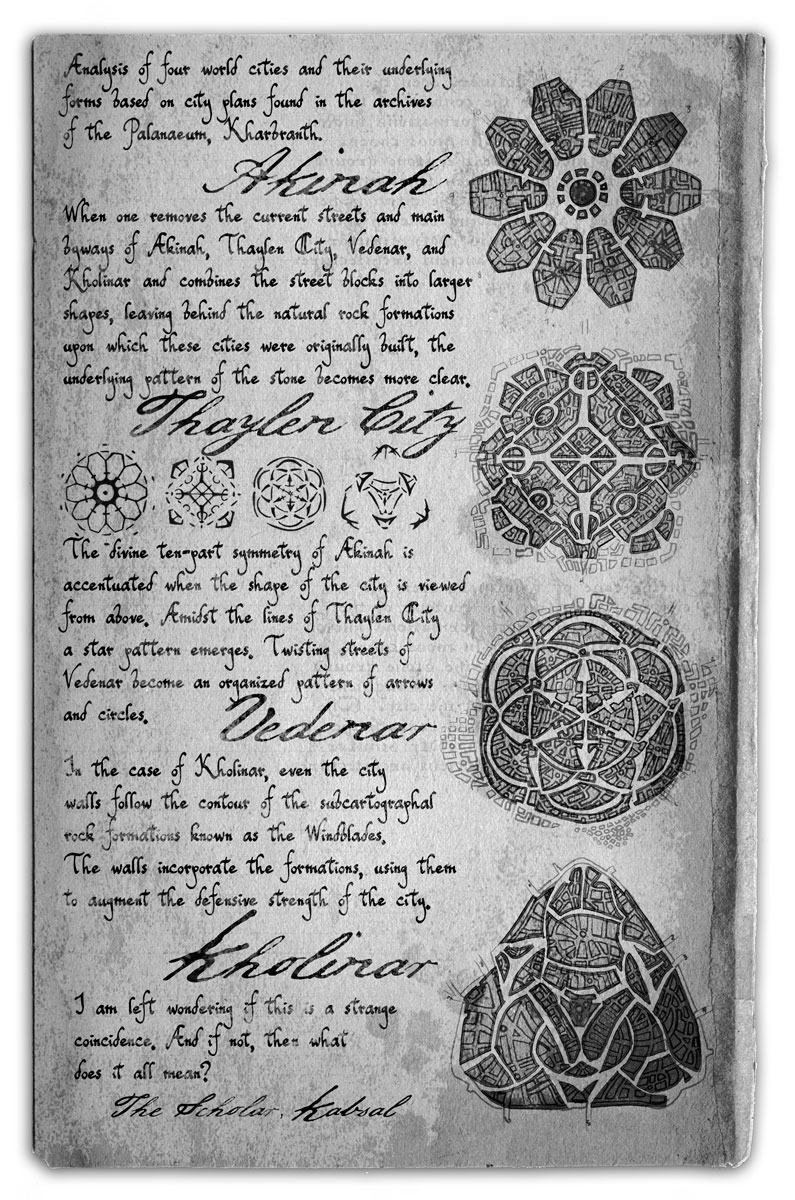 Analysis of four world cities and their underlying
forms based on city plans found in the archives
of the Palanaeum, Kharbranth.
Akinah
When one removes the current streets and main
byways of Akinah, Thaylen City, Vedenar, and
Kholinar and combines the street blocks into larger
shapes, leaving behind the natural rock formations
upon which these cities were originally built, the
underlying pattern of the stone becomes more clear.
Thaylen City
The divine ten-part symmetry of Akinah is
accentuated when the shape of the city is viewed
from above. Amidst the lines of Thaylen City
a star pattern emerges. Twisting streets of
Vedenar become an organized pattern of arrows
and circles.
Vedenar
In the case of Kholinar, even the city
walls follow the contour of the subcartographal
rock formations known as the Windblades.
The walls incorporate the formations, using them
to augment the defensive strength of the city.
Kholinar
I am left wondering if this is a strange
coincidence. And if not, then what
does it all mean?
The Scholar, Kabsal